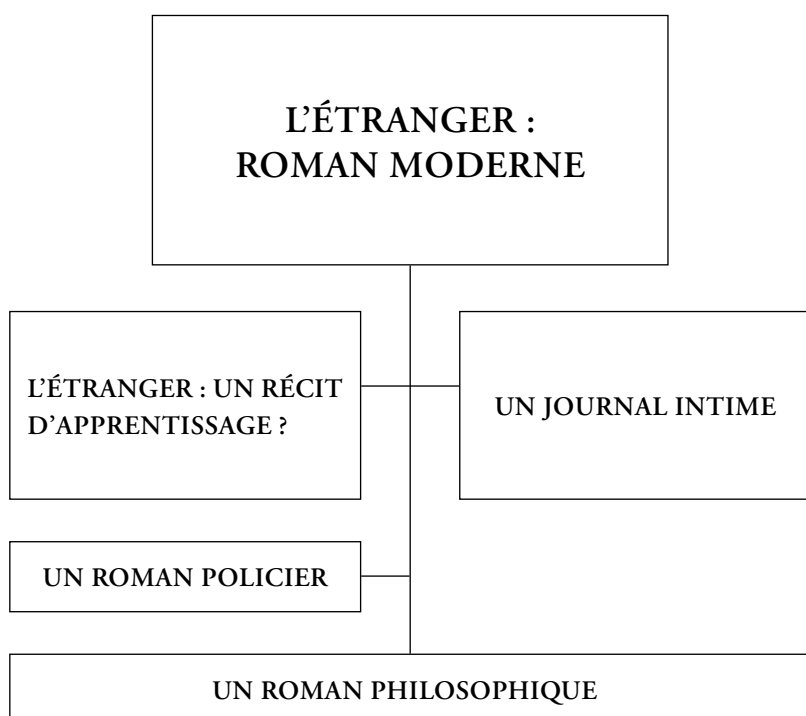 L’ÉTRANGER :
ROMAN MODERNE
L’ÉTRANGER : UN RÉCIT
D’APPRENTISSAGE ?
UN JOURNAL INTIME
UN ROMAN POLICIER
UN ROMAN PHILOSOPHIQUE